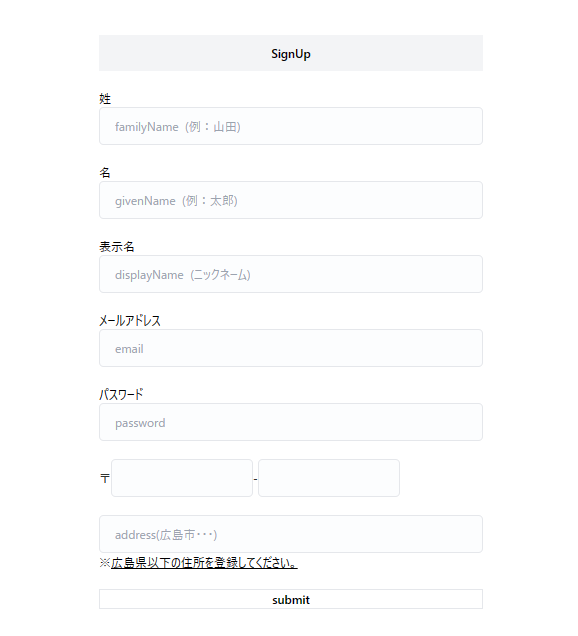 SignUp
姓
familyName (例：山田)
名
givenName (例：太郎)
表示名
displayName (ニックネーム)
メールアドレス
email
パスワード
password
〒 -
address(広島市･･･)
※広島県以下の住所を登録してください。
submit